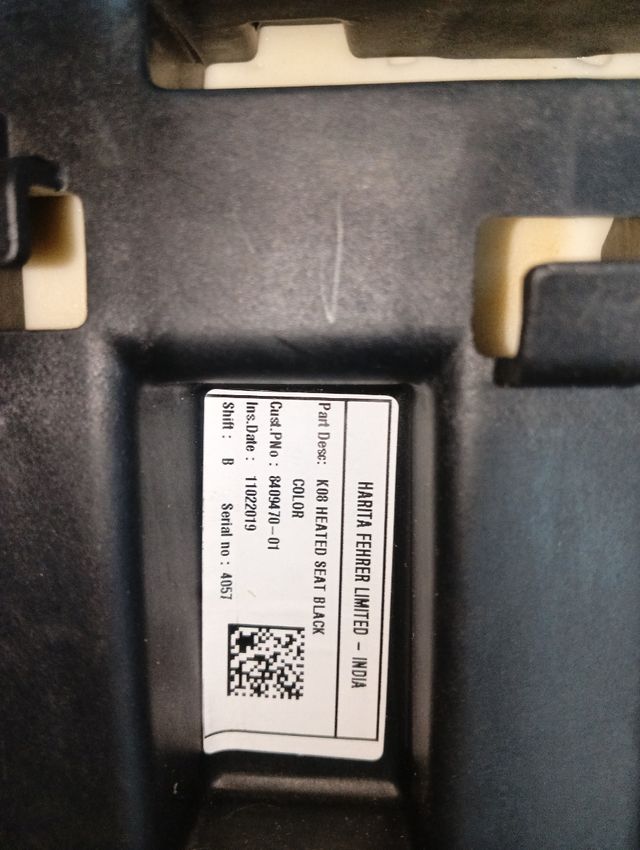 HARITA FEHRER LIMITED - INDIA
Part Desc: K08 HEATED SEAT BLACK
COLOR
Cust.PNo : 8409470-01
Ins.Date : 11022019
Shift : B Serial no : 4057